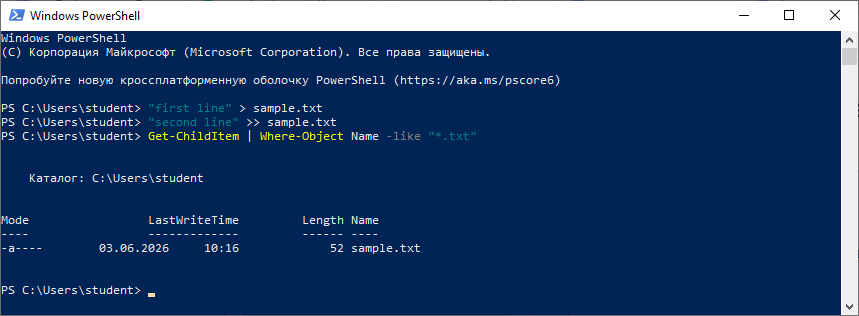 Windows PowerShell
Windows PowerShell
(C) Корпорация Майкрософт (Microsoft Corporation). Все права защищены.
Попробуйте новую кроссплатформенную оболочку PowerShell (https://aka.ms/pscore6)
PS C:\Users\student> "first line" > sample.txt
PS C:\Users\student> "second line" >> sample.txt
PS C:\Users\student> Get-ChildItem | Where-Object Name -like "*.txt"
    Каталог: C:\Users\student
Mode                 LastWriteTime         Length Name
----                 -------------         ------ ----
-a----        03.06.2026     10:16             52 sample.txt
PS C:\Users\student>